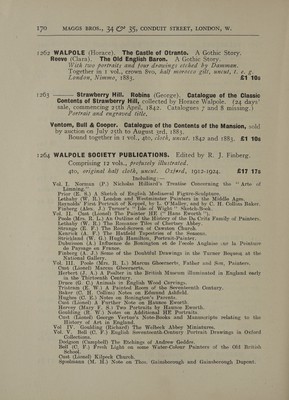 170 MAGGS BROS., 34 & 35, CONDUIT STREET, LONDON, W.
1262 WALPOLE (Horace). The Castle of Otranto. A Gothic Story.
Reeve (Clara). The Old English Baron. A Gothic Story.
With two portraits and four drawings etched by Damman.
Together in 1 vol., crown 8vo, half morocco gilt, uncut, t. e. g.
London, Nimmo, 1883. £1 10s
1263 ——— Strawberry Hill. Robins (George). Catalogue of the Classic
Contents of Strawberry Hill, collected by Horace Walpole. (24 days'
sale, commencing 25th April, 1842. Catalogues 7 and 8 missing.)
Portrait and engraved title.
Ventom, Bull & Cooper. Catalogue of the Contents of the Mansion, sold
by auction on July 25th to August 3rd, 1883.
Bound together in 1 vol., 4to, cloth, uncut. 1842 and 1883. £1 10s
1264 WALPOLE SOCIETY PUBLICATIONS. Edited by R. J. Finberg.
Comprising 12 vols., profusely illustrated.
4to, original half cloth, uncut. Oxford, 1912-1924. £17 17s
Including:—
Vol. I. Norman (P.) Nicholas Hilliard's Treatise Concerning the "Arte of
Limning."
Prior (E. S.) A Sketch of English Mediæval Figure-Sculptors.
Lethaby (W. R.) London and Westminster Painters in the Middle Ages.
Reynolds' First Portrait of Keppel, by L. O'Malley; and by C. H. Collins Baker.
Finberg (Alex. J.) Turner's "Isle of Wight" Sketch-Book.
Vol. II. Cust (Lionel) The Painter HE ("Hans Eworth").
Poole (Mrs. R. L.) An Outline of the History of the De Critz Family of Painters.
Lethaby (W. R.) The Romance Tiles of Chertsey Abbey.
Strange (E. F.) The Rood-Screen of Cawston Church.
Kenrick (A. F.) The Hatfield Tapestries of the Seasons.
Strickland (W. G.) Hugh Hamilton, Portrait-Painter.
Dubuisson (A.) Influence de Bonington et de l'école Anglaise sur la Peinture
de Paysage en France.
Finberg (A. J.) Some of the Doubtful Drawings in the Turner Bequest at the
National Gallery.
Vol. III. Poole (Mrs. R. L.) Marcus Gheeraerts, Father and Son, Painters.
Cust (Lionel) Marcus Gheeraerts.
Herbert (J. A.) A Psalter in the British Museum illuminated in England early
in the Thirteenth Century.
Druce (G. C.) Animals in English Wood Carvings.
Tristram (E. W.) A Painted Room of the Seventeenth Century.
Baker (C. H. Collins) Notes on Edmund Ashfield.
Hughes (C. E.) Notes on Bonington's Parents.
Cust (Lionel) A Further Note on Hannes Eworth.
Hervey (Mary F. S.) Two Portraits by Hannes Eworth.
Goulding (R. W.) Notes on Additional HE Portraits.
Cust (Lionel) George Vertue's Note-Books and Manuscripts relating to the
History of Art in England.
Vol. IV. Goulding (Richard) The Welbeck Abbey Miniatures.
Vol. V. Bell (C. F.) English Seventeenth-Century Portrait Drawings in Oxford
Collections.
Dodgson (Campbell) The Etchings of Andrew Geddes.
Bell (C. F.) Fresh Light on some Water-Colour Painters of the Old British
School.
Cust (Lionel) Kilpeck Church.
Spielmann (M. H.) Note on Thos. Gainsborough and Gainsborough Dupont.